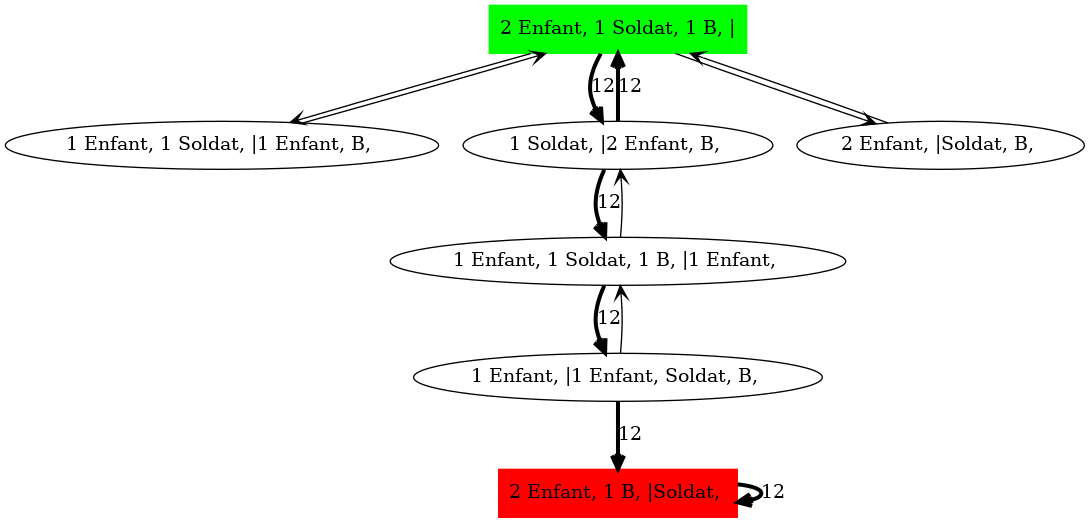 2 Enfant, 1 Soldat, 1 B, |
12
12
1 Enfant, 1 Soldat, |1 Enfant, B,
1 Soldat, |2 Enfant, B,
2 Enfant, |Soldat, B,
12
1 Enfant, 1 Soldat, 1 B, |1 Enfant,
12
1 Enfant, |1 Enfant, Soldat, B,
12
2 Enfant, 1 B, |Soldat,
12